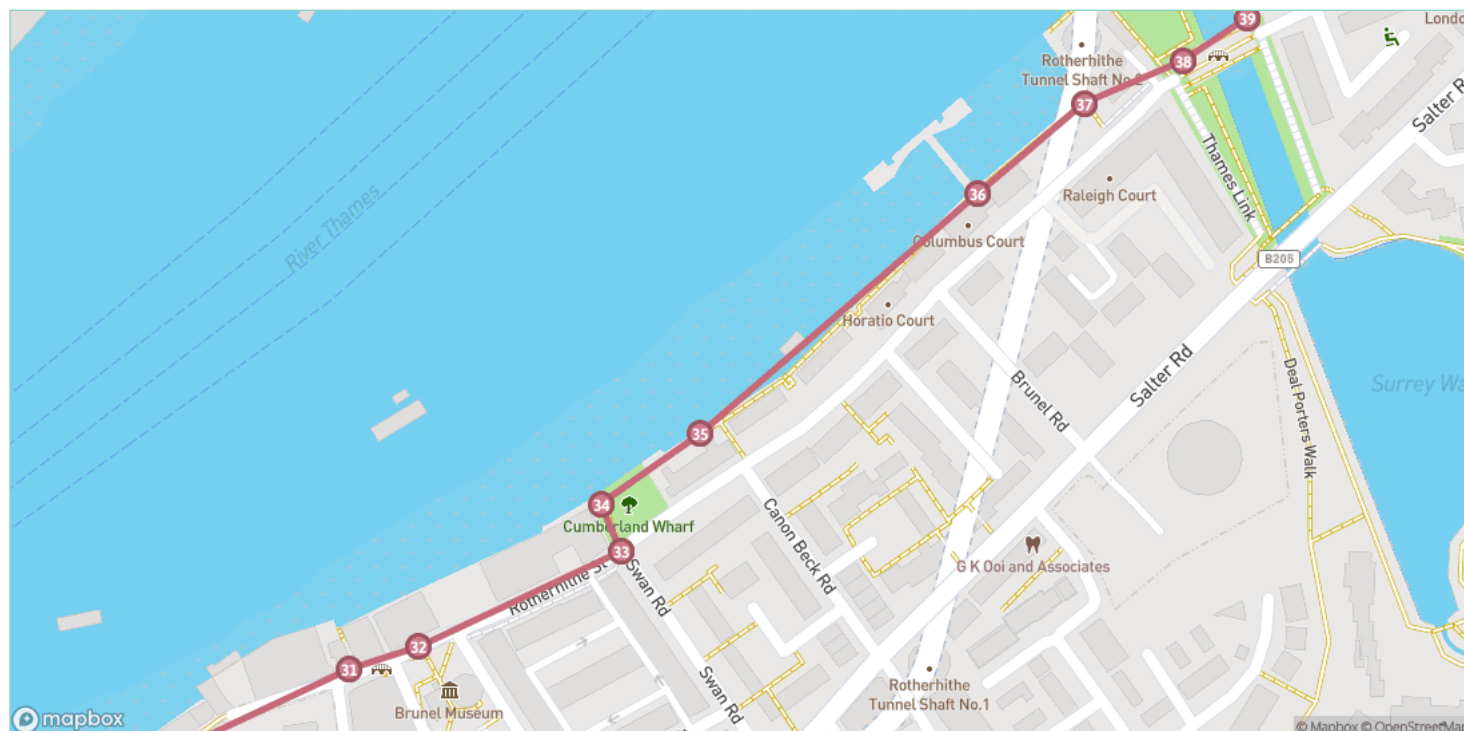 39
Londo
38
Rotherhithe
Tunnel Shaft No.2
37
Salter R
Thames Link
36
Raleigh Court
River Thames
Columbus Court
B205
Horatio Court
Salter Rd
Brunel Rd
Deal Porters Walk
Surrey Wa
35
34
Cumberland Wharf
33
Canon Beck Rd
G K Ooi and Associates
Rotherhithe St
Swan Rd
32
31
Swan Rd
Rotherhithe
Tunnel Shaft No.1
Brunel Museum
mapbox
© Mapbox © OpenStreetMap